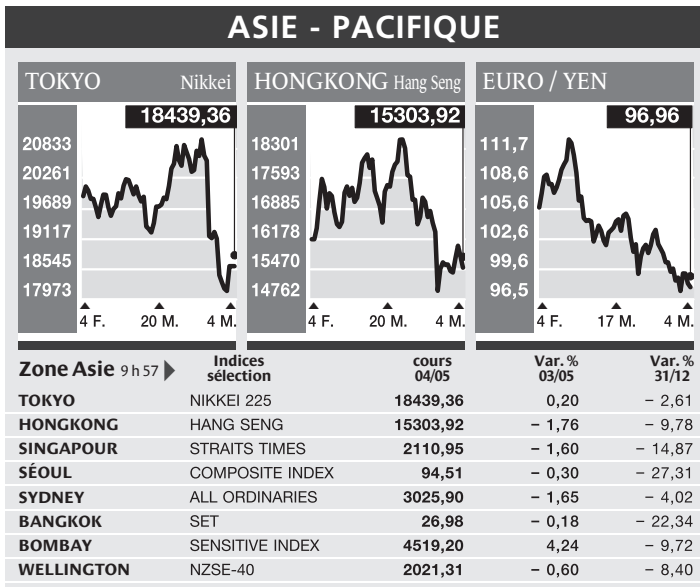 ASIE - PACIFIQUE
TOKYO Nikkei
18439,36
20833
20261
19689
19117
18545
17973
4 F. 20 M. 4 M.
HONGKONG Hang Seng
15303,92
18301
17593
16885
16178
15470
14762
4 F. 20 M. 4 M.
EURO / YEN
96,96
111,7
108,6
105,6
102,6
99,6
96,5
4 F. 17 M. 4 M.
Zone Asie 9 h 57 Indices sélection cours 04/05 Var. % 03/05 Var. % 31/12
TOKYO NIKKEI 225 18439,36 0,20 – 2,61
HONGKONG HANG SENG 15303,92 – 1,76 – 9,78
SINGAPOUR STRAITS TIMES 2110,95 – 1,60 – 14,87
SÉOUL COMPOSITE INDEX 94,51 – 0,30 – 27,31
SYDNEY ALL ORDINARIES 3025,90 – 1,65 – 4,02
BANGKOK SET 26,98 – 0,18 – 22,34
BOMBAY SENSITIVE INDEX 4519,20 4,24 – 9,72
WELLINGTON NZSE-40 2021,31 – 0,60 – 8,40